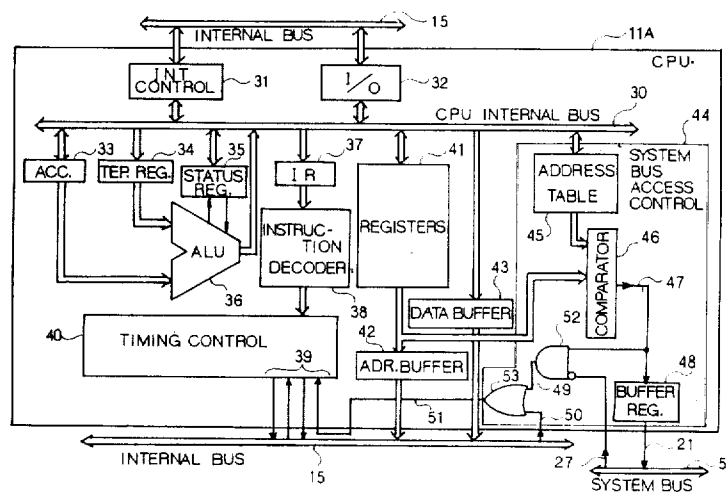 15
INTERNAL BUS
11A
CPU.
INT
CONTROL
31
I/O
32
CPU INTERNAL BUS
30
44
33
34
35
37
41
ACC.
TEP. REG.
STATUS
REG.
IR
REGISTERS
ADDRESS
TABLE
SYSTEM
BUS
ACCESS
CONTROL
45
46
ALU
36
INSTRUC-
TION
DECODER
38
43
DATA BUFFER
COMPARATOR
47
52
40
TIMING CONTROL
39
42
ADR. BUFFER
53
49
48
BUFFER
REG.
51
50
INTERNAL BUS
15
27
21
5
SYSTEM BUS